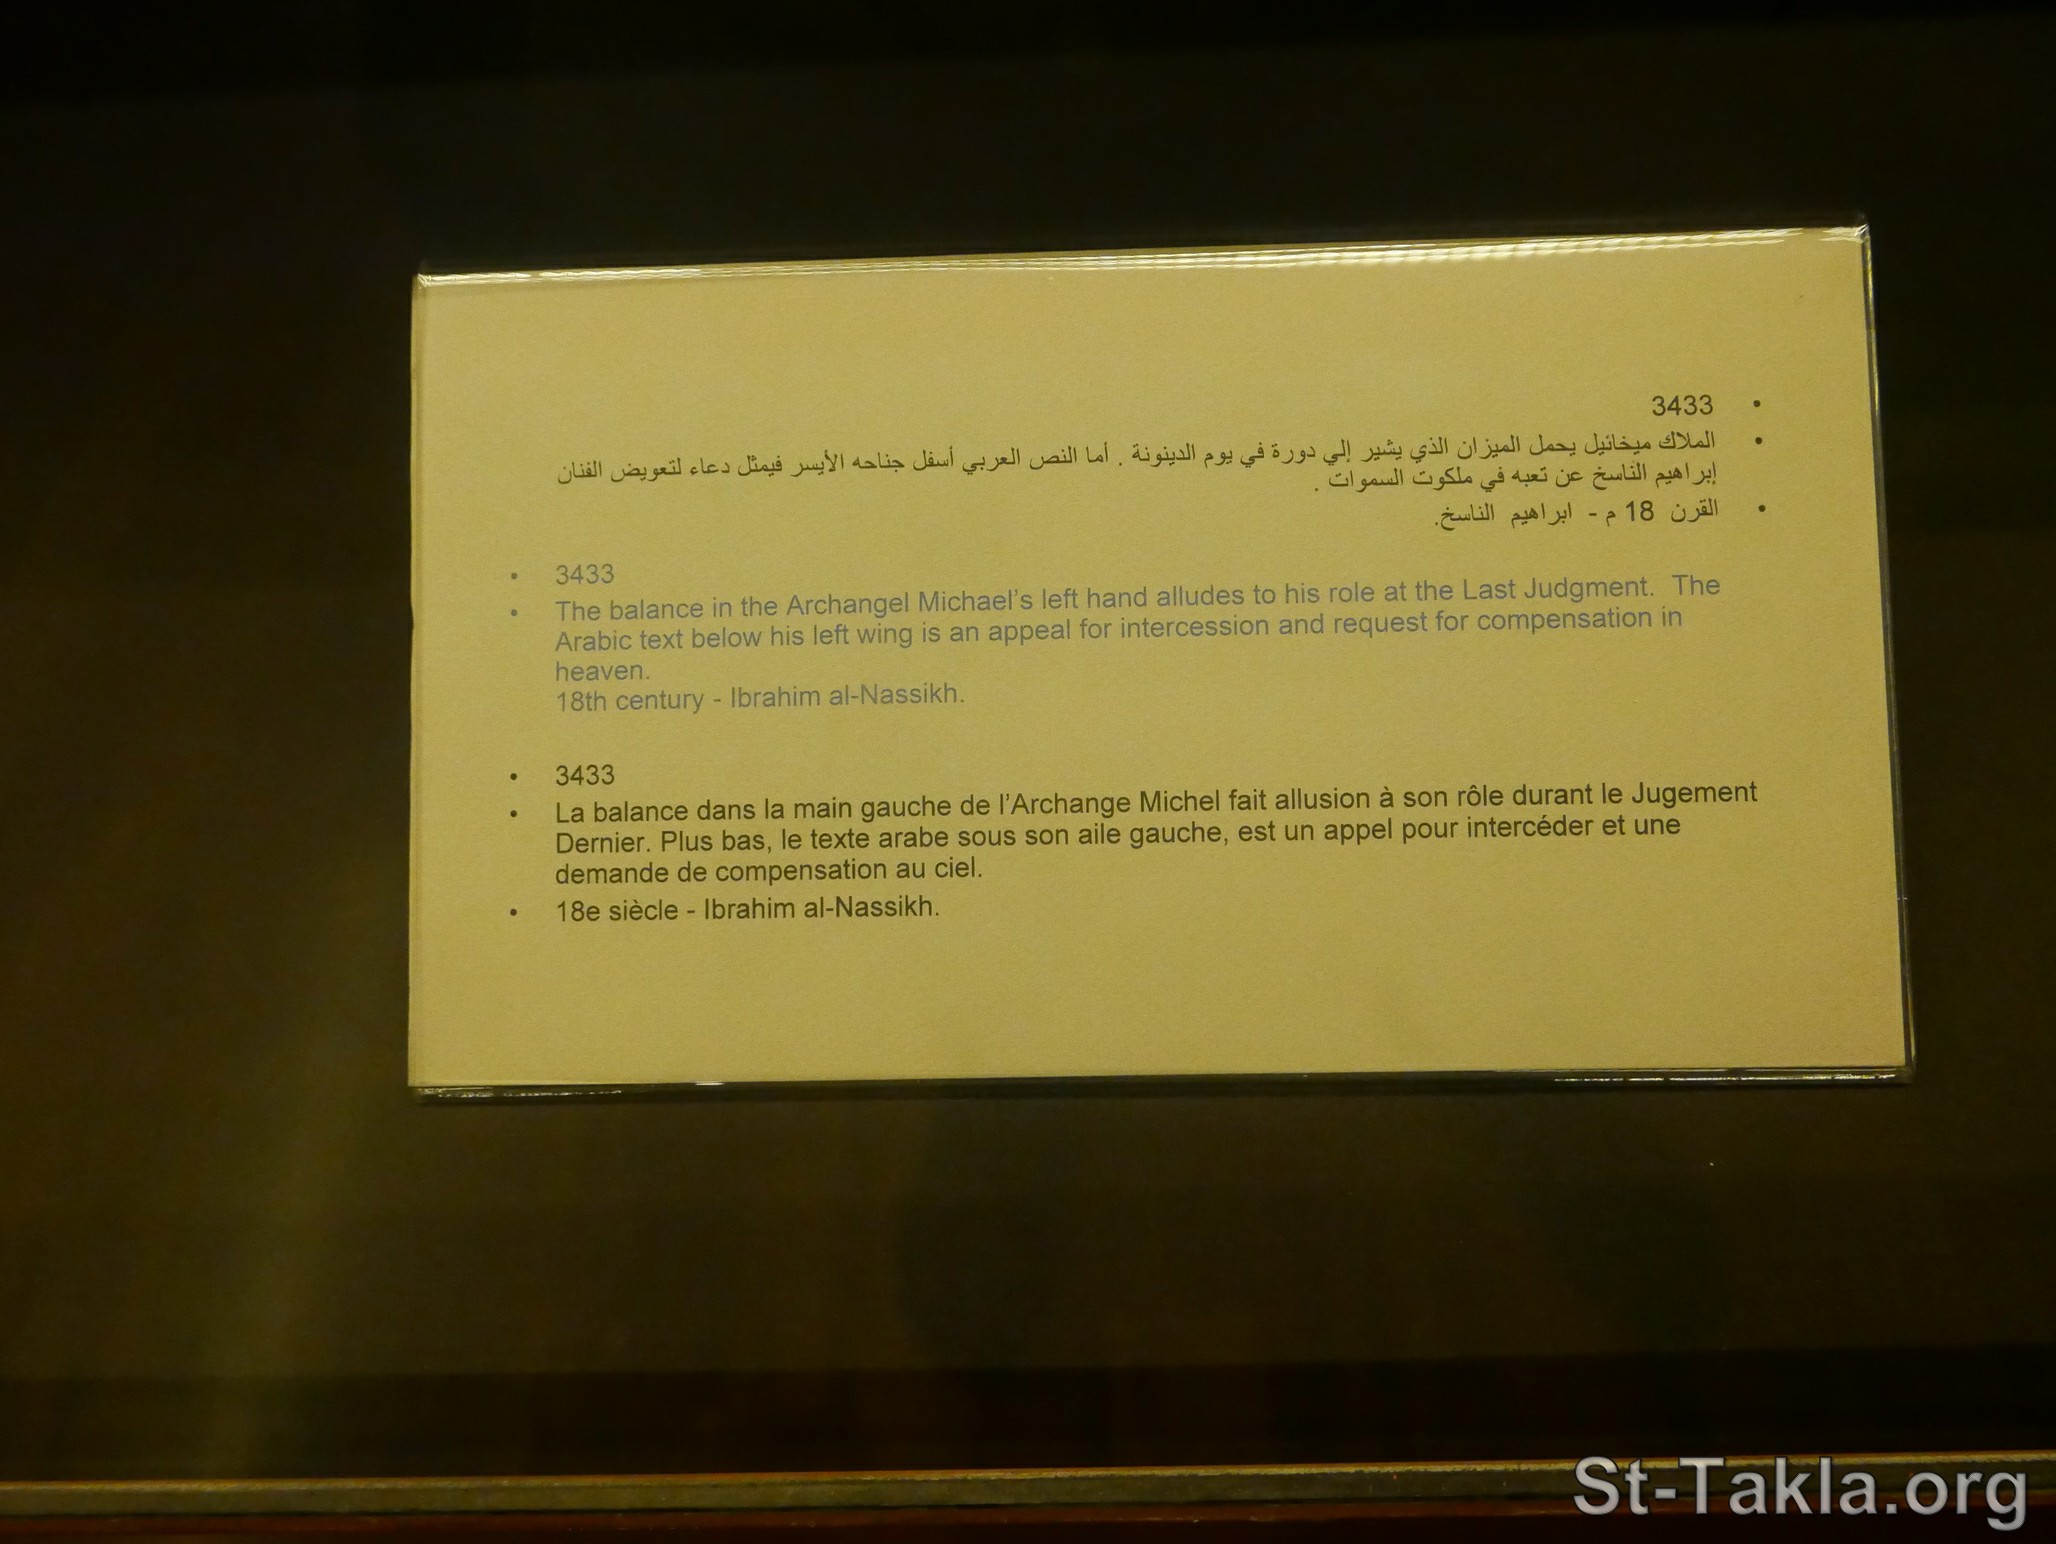 • 3433
• الملاك ميخائيل يحمل الميزان الذي يشير إلي دورة في يوم الدينونة . أما النص العربي أسفل جناحه الأيسر فيمثل دعاء لتعويض الفنان
إبراهيم الناسخ عن تعبه في ملكوت السموات .
• القرن 18 م - ابراهيم الناسخ.
• 3433
• The balance in the Archangel Michael's left hand alludes to his role at the Last Judgment. The
Arabic text below his left wing is an appeal for intercession and request for compensation in
heaven.
18th century - Ibrahim al-Nassikh.
• 3433
• La balance dans la main gauche de l'Archange Michel fait allusion à son rôle durant le Jugement
Dernier. Plus bas, le texte arabe sous son aile gauche, est un appel pour intercéder et une
demande de compensation au ciel.
• 18e siècle - Ibrahim al-Nassikh.
St-Takla.org